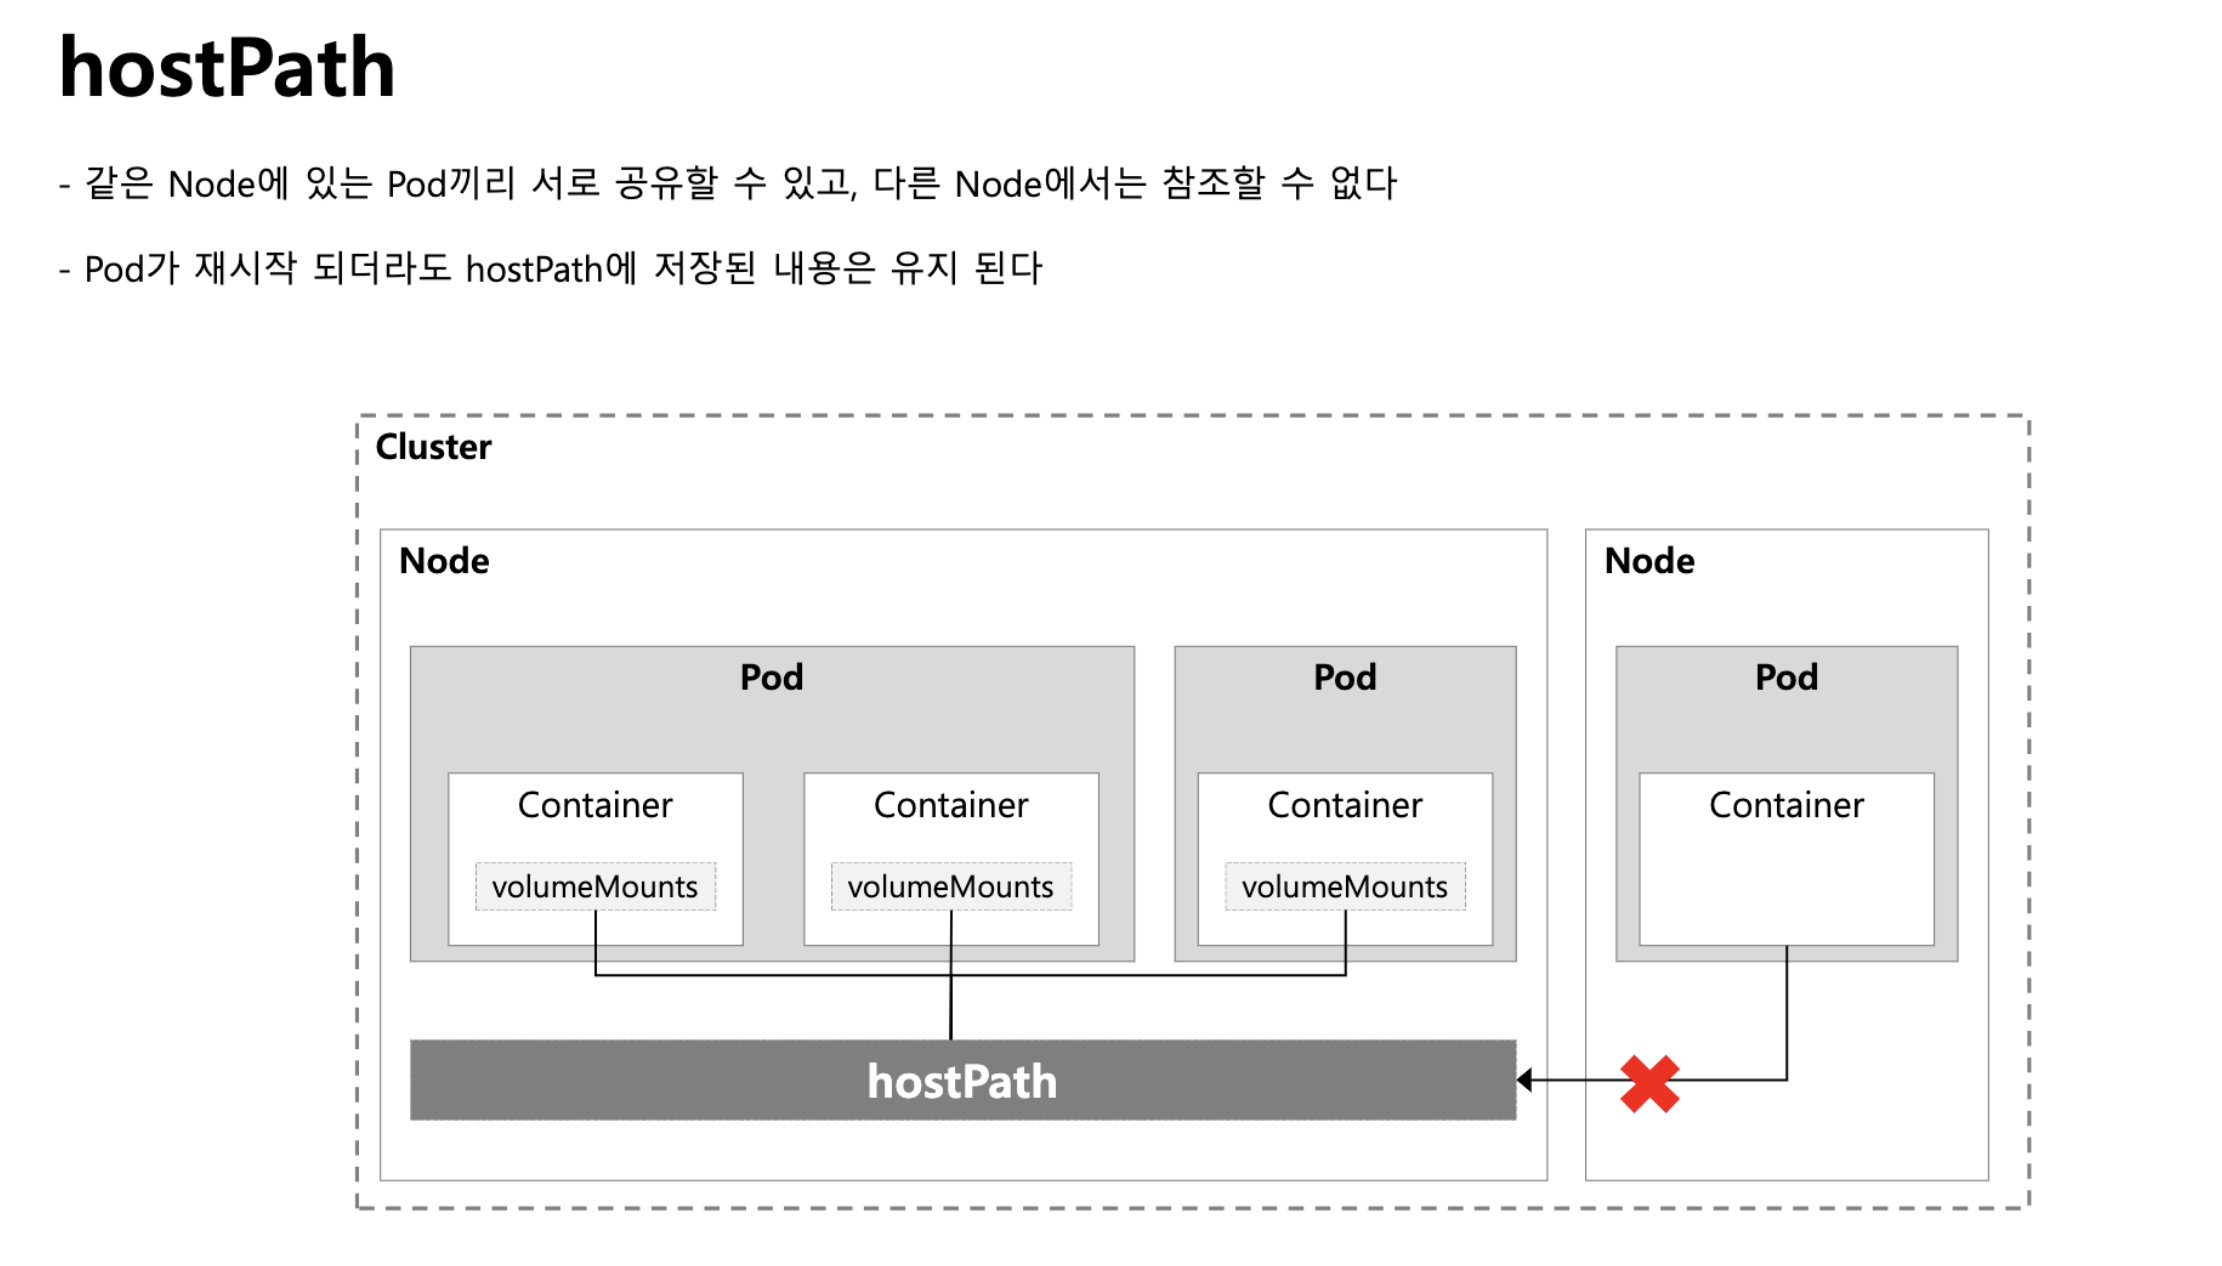 hostPath
- 같은 Node에 있는 Pod끼리 서로 공유할 수 있고, 다른 Node에서는 참조할 수 없다
- Pod가 재시작 되더라도 hostPath에 저장된 내용은 유지 된다
Cluster
Node
Node
Pod
Pod
Pod
Container
Container
Container
Container
volumeMounts
volumeMounts
volumeMounts
hostPath